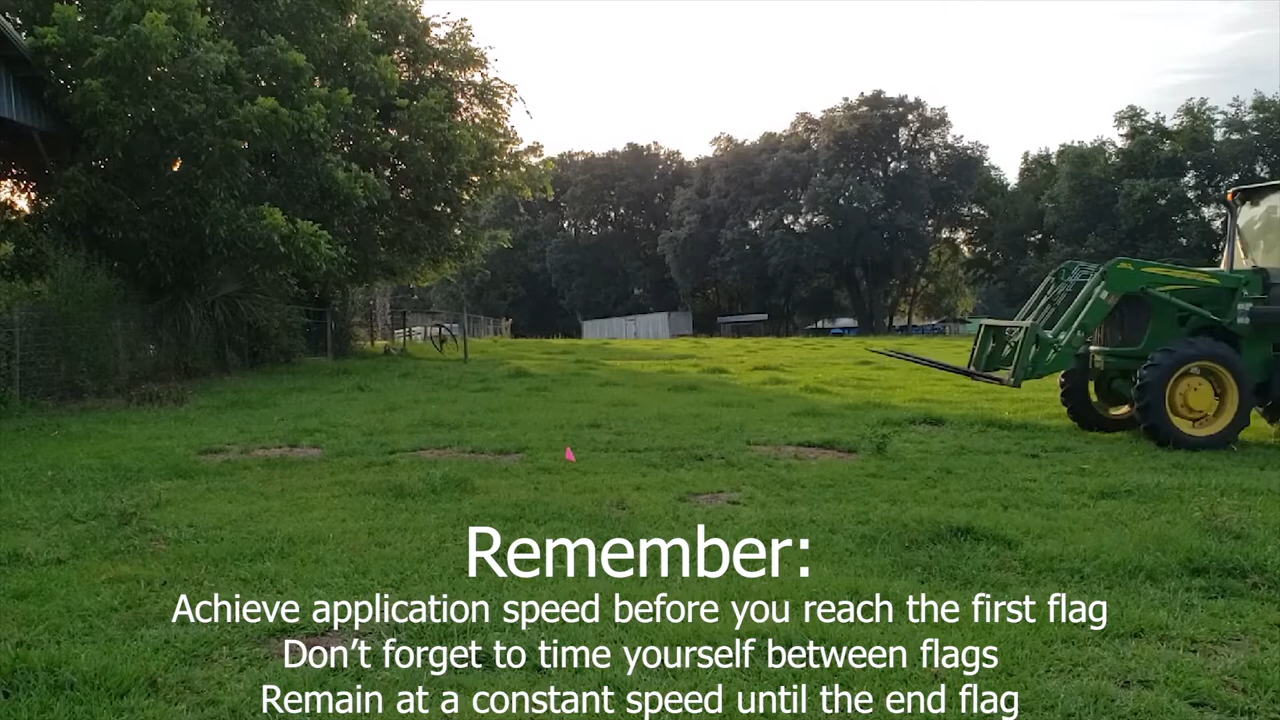 Remember:
Achieve application speed before you reach the first flag
Don’t forget to time yourself between flags
Remain at a constant speed until the end flag